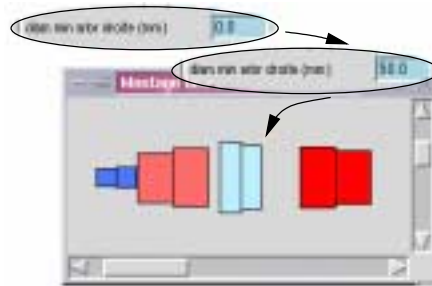 diam min arbr droite (mm) 0.0
diam min arbr droite (mm) 50.0
Montage